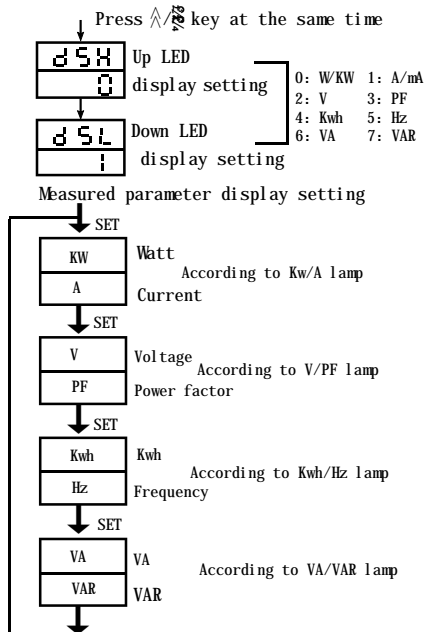 Press ︽/ key at the same time
dSH Up LED
0 display setting
0: W/KW 1: A/mA
2: V 3: PF
4: Kwh 5: Hz
6: VA 7: VAR
dSL Down LED
1 display setting
Measured parameter display setting
SET
KW Watt
According to Kw/A lamp
A Current
SET
V Voltage
According to V/PF lamp
PF Power factor
SET
Kwh Kwh
According to Kwh/Hz lamp
Hz Frequency
SET
VA VA
According to VA/VAR lamp
VAR VAR